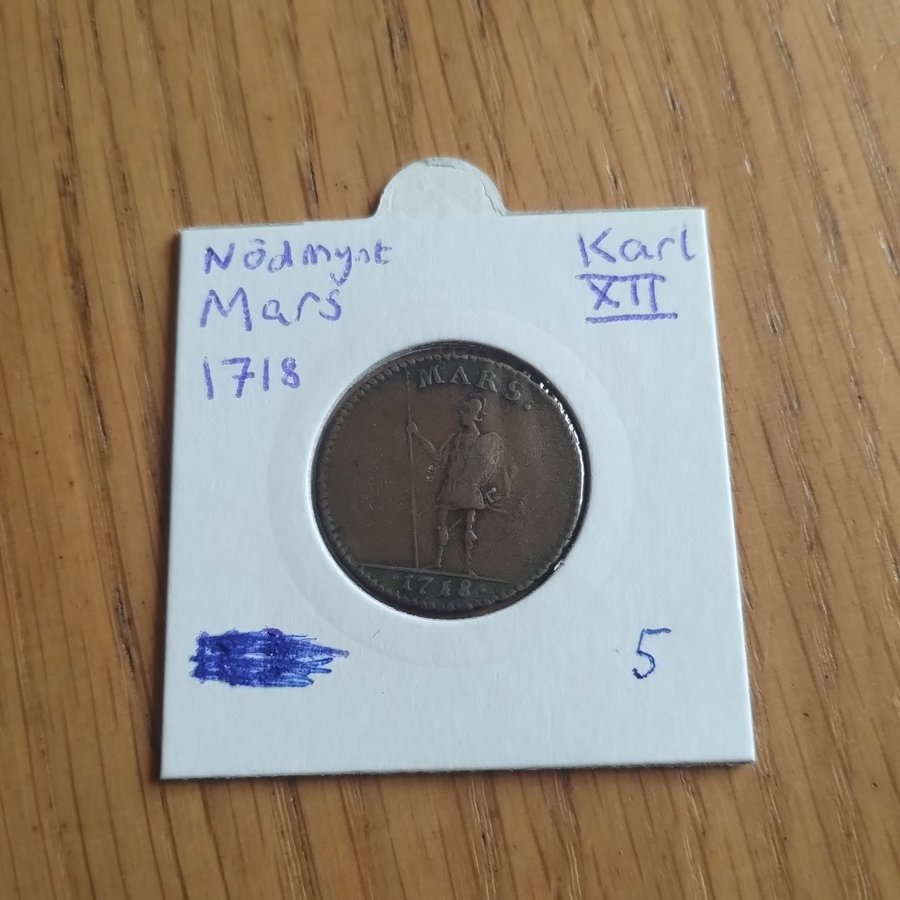 Nödmynt
Mars
1718
Karl
XII
MARS.
1718.
5